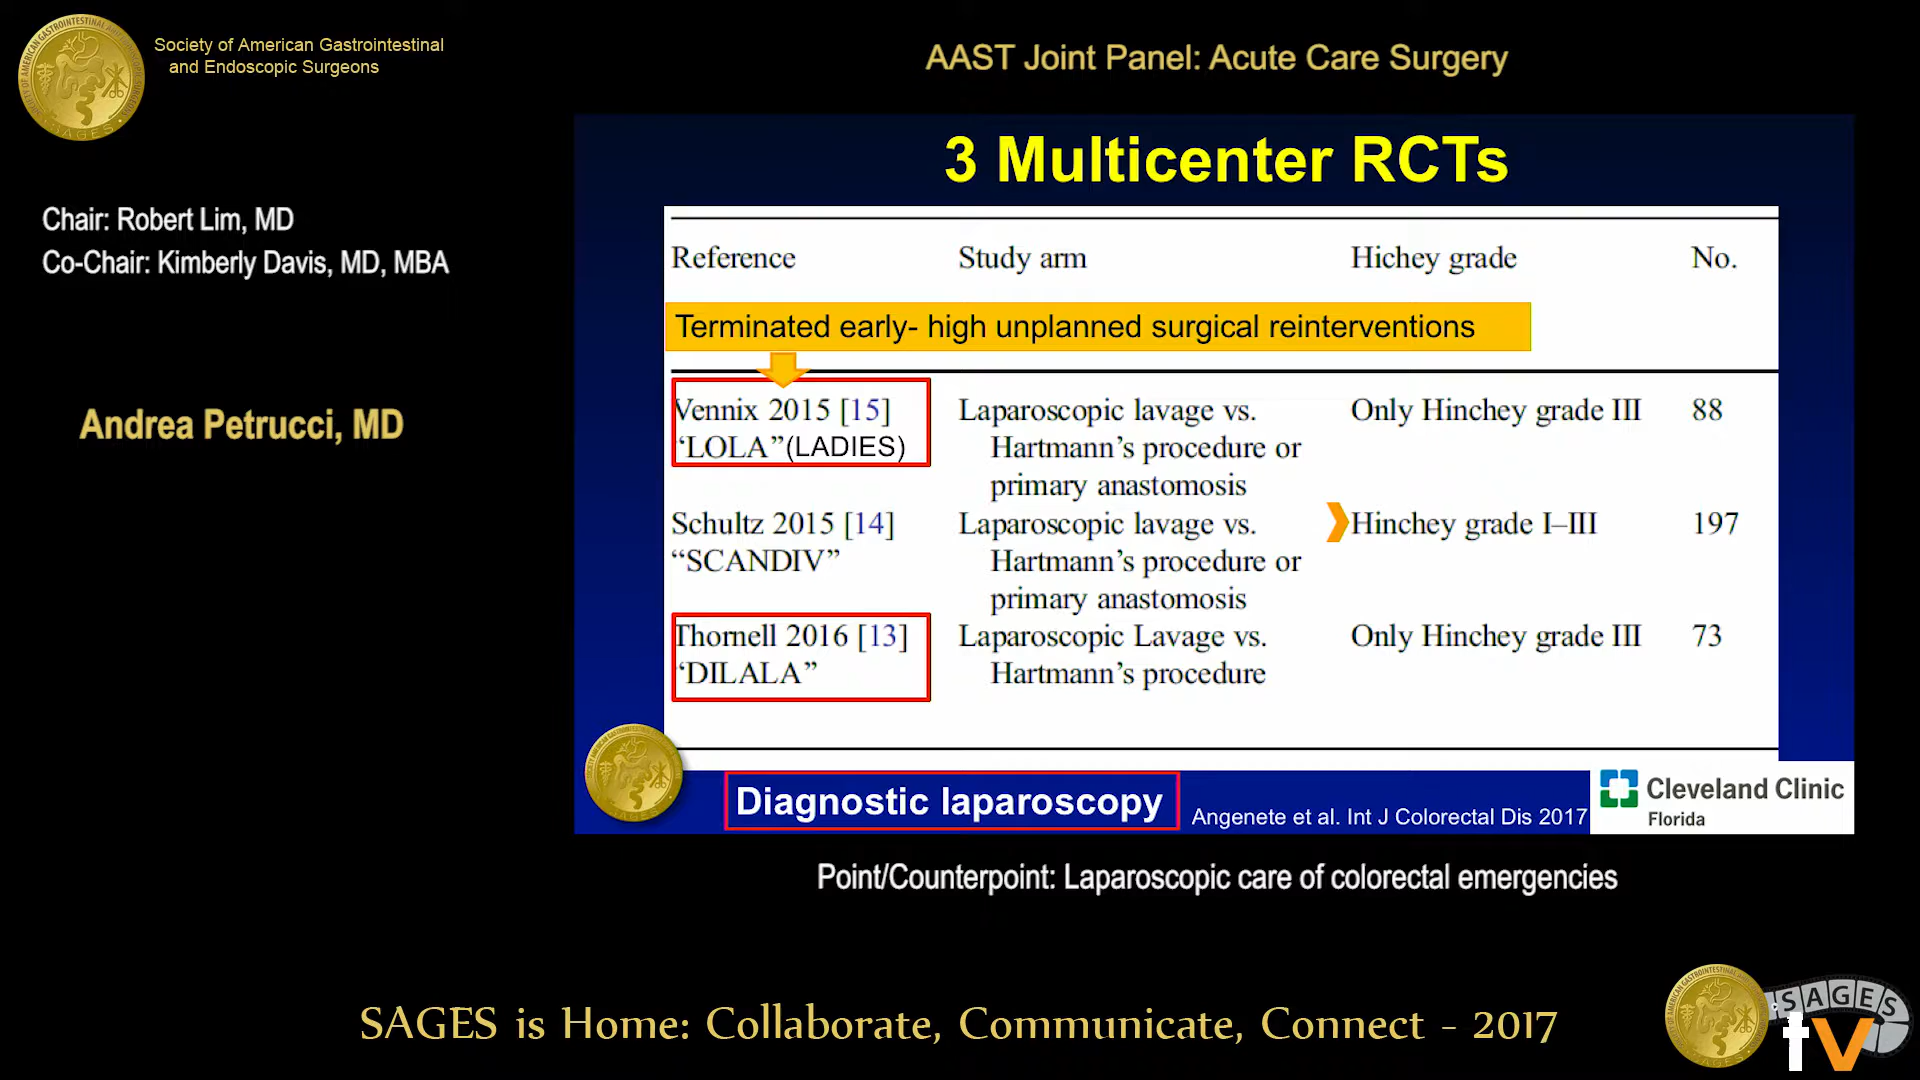 Society of American Gastrointestinal
and Endoscopic Surgeons
AAST Joint Panel: Acute Care Surgery
Chair: Robert Lim, MD
Co-Chair: Kimberly Davis, MD, MBA
Andrea Petrucci, MD
3 Multicenter RCTs
Reference Study arm Hichey grade No.
Terminated early- high unplanned surgical reinterventions
Vennix 2015 [15] Laparoscopic lavage vs. Only Hinchey grade III 88
“LOLA”(LADIES) Hartmann’s procedure or
primary anastomosis
Schultz 2015 [14] Laparoscopic lavage vs. Hinchey grade I–III 197
“SCANDIV” Hartmann’s procedure or
primary anastomosis
Thornell 2016 [13] Laparoscopic Lavage vs. Only Hinchey grade III 73
“DILALA” Hartmann’s procedure
Diagnostic laparoscopy
Angenete et al. Int J Colorectal Dis 2017
Cleveland Clinic
Florida
Point/Counterpoint: Laparoscopic care of colorectal emergencies
SAGES is Home: Collaborate, Communicate, Connect - 2017
SAGES
tv